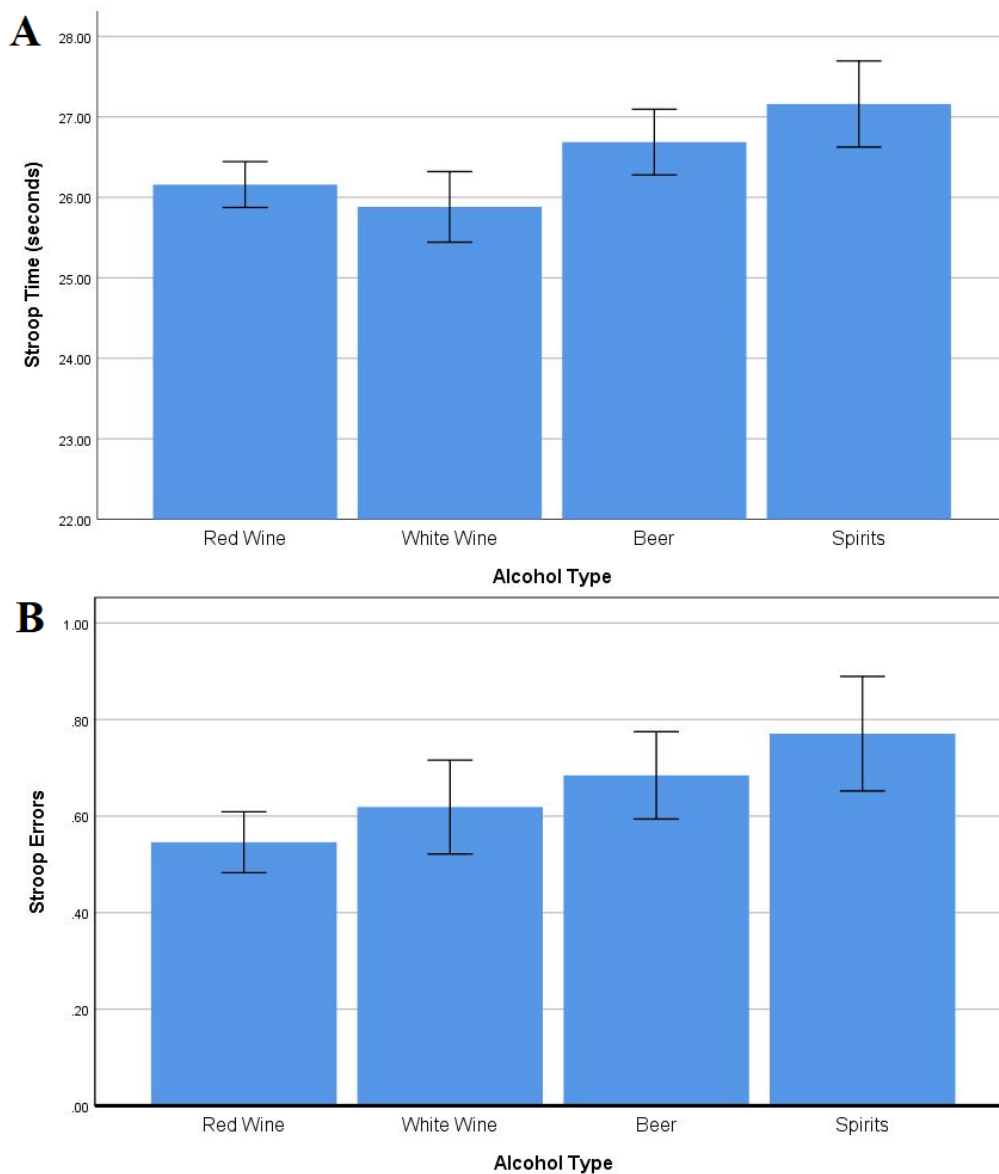 A
28.00
27.00
26.00
25.00
24.00
23.00
22.00
Stroop Time (seconds)
Red Wine White Wine Beer Spirits
Alcohol Type
B
1.00
.80
.60
.40
.20
.00
Stroop Errors
Red Wine White Wine Beer Spirits
Alcohol Type